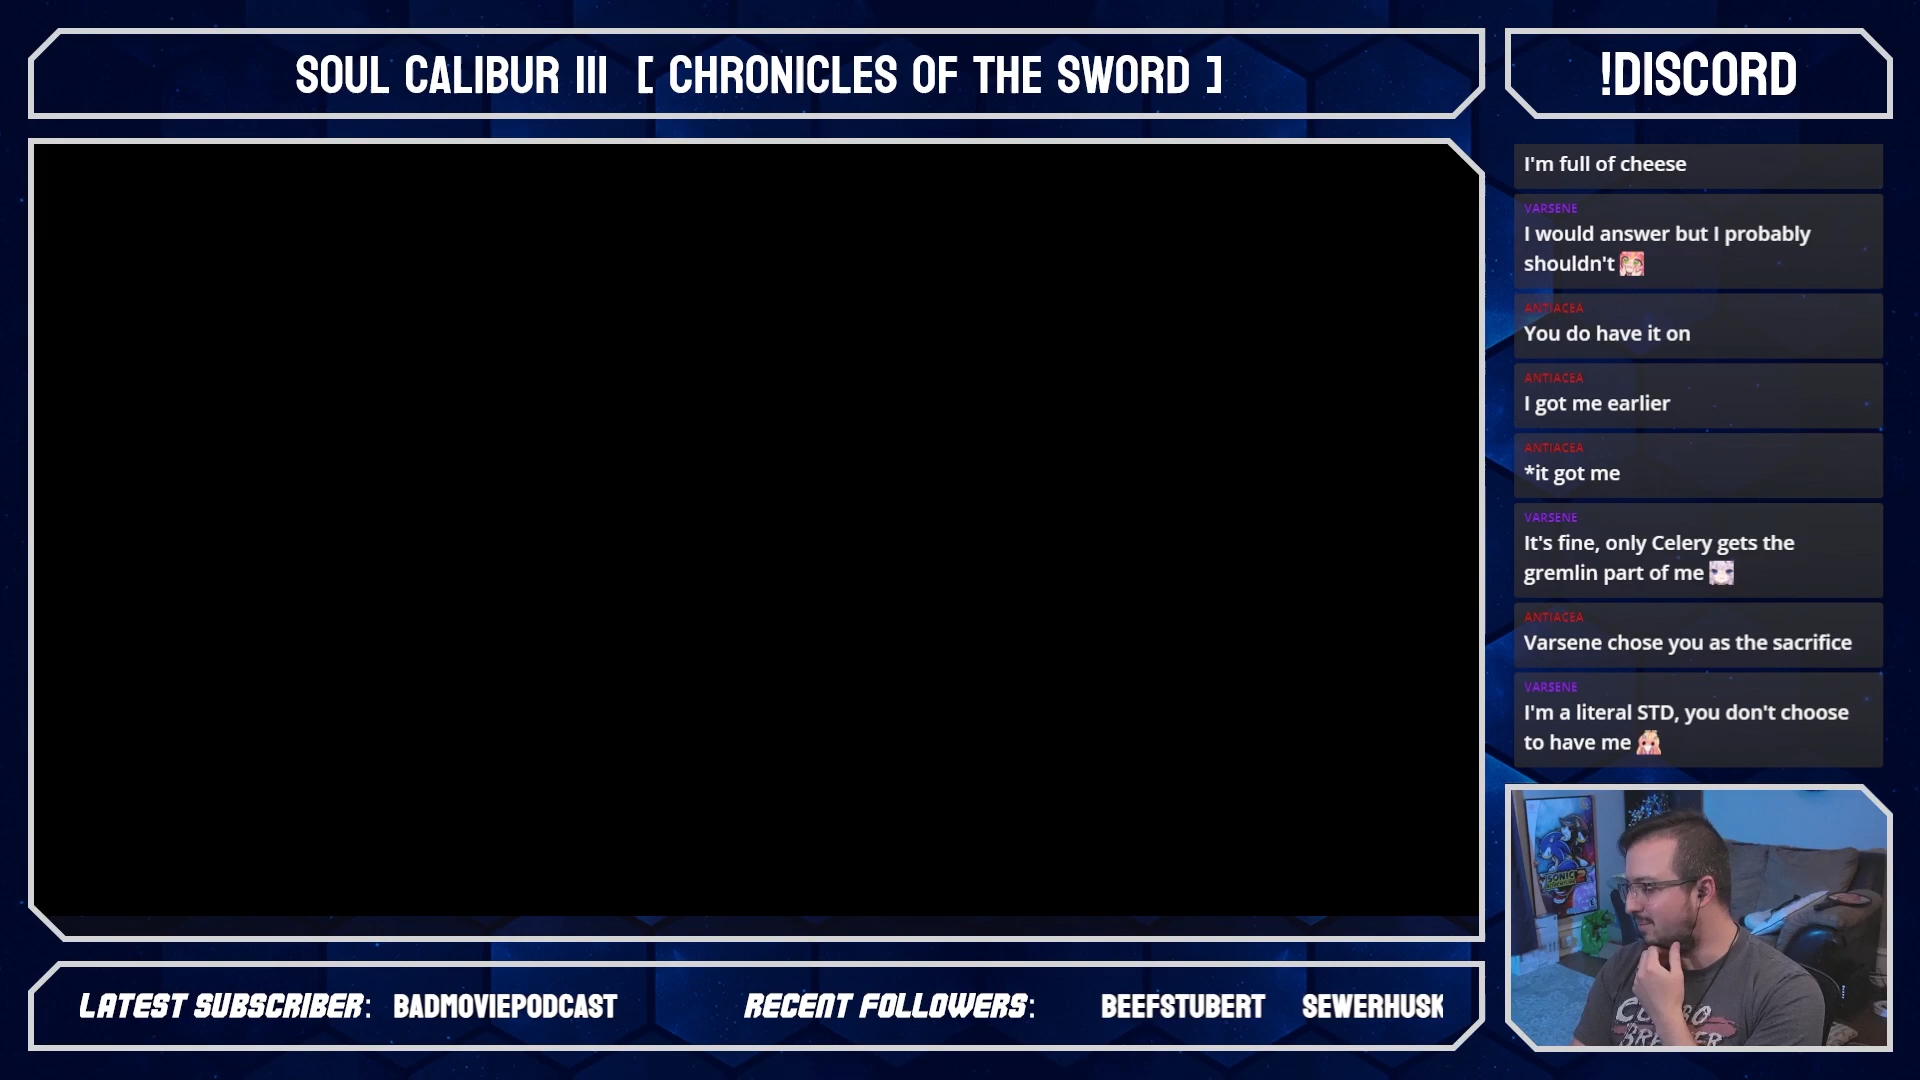 SOUL CALIBUR III [ CHRONICLES OF THE SWORD ]
!DISCORD
I'm full of cheese
VARSENE
I would answer but I probably
shouldn't
ANTIACEA
You do have it on
ANTIACEA
I got me earlier
ANTIACEA
*it got me
VARSENE
It's fine, only Celery gets the
gremlin part of me
ANTIACEA
Varsene chose you as the sacrifice
VARSENE
I'm a literal STD, you don't choose
to have me
SONIC
COMBO
BREAKER
LATEST SUBSCRIBER: BADMOVIEPODCAST RECENT FOLLOWERS: BEEFSTUBERT SEWERHUSK